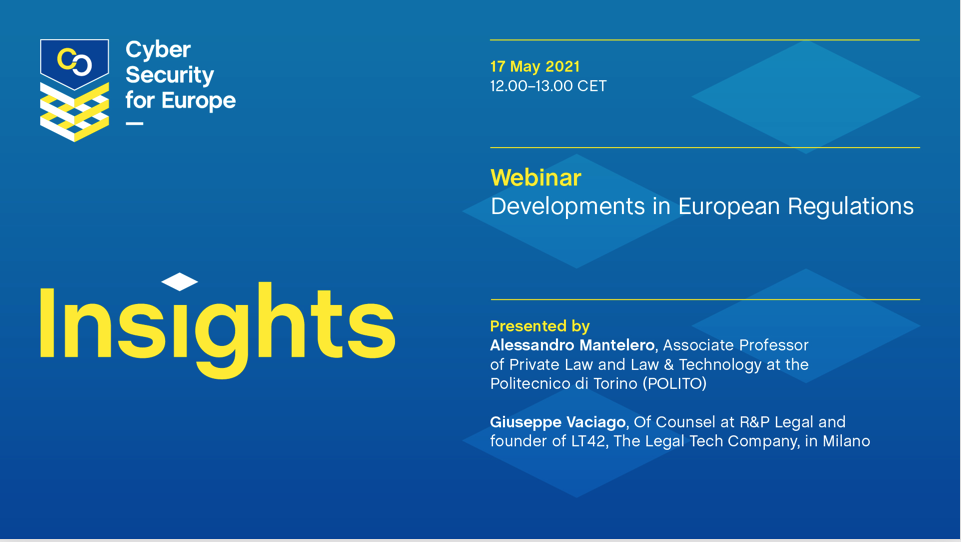 Cyber
Security
for Europe
Insights
17 May 2021
12.00–13.00 CET
Webinar
Developments in European Regulations
Presented by
Alessandro Mantelero, Associate Professor
of Private Law and Law & Technology at the
Politecnico di Torino (POLITO)
Giuseppe Vaciago, Of Counsel at R&P Legal and
founder of LT42, The Legal Tech Company, in Milano